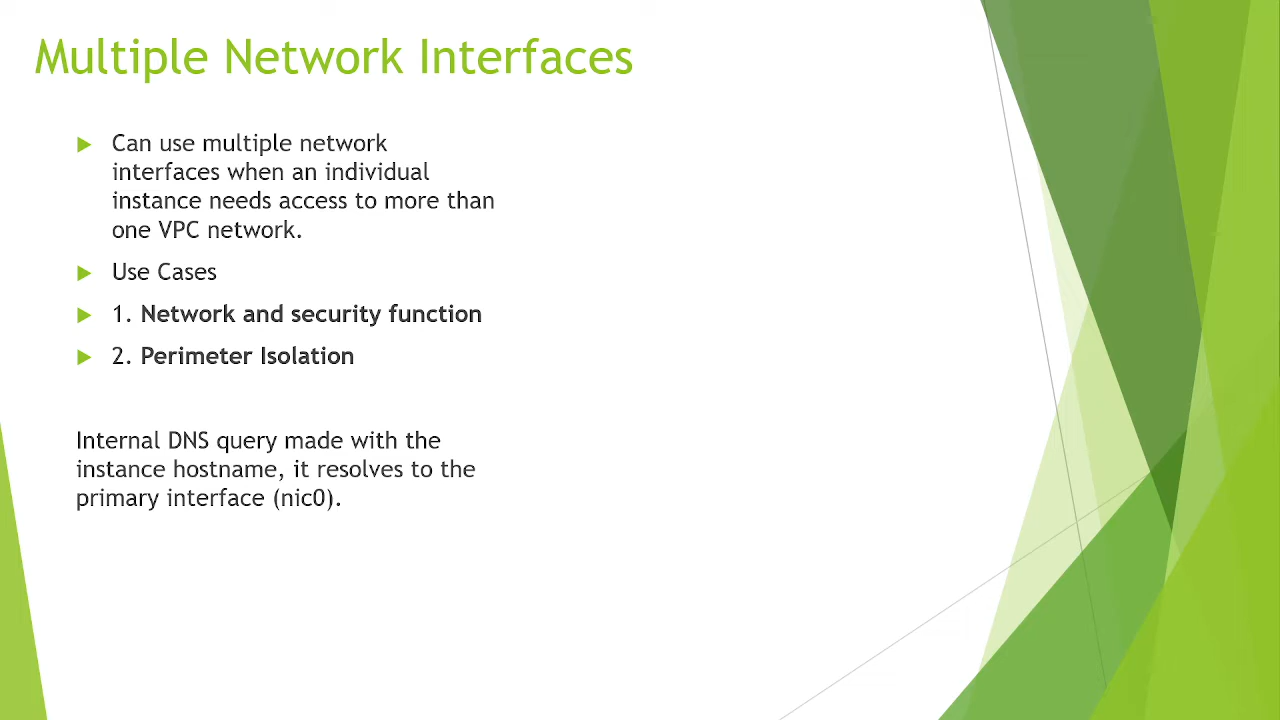 Multiple Network Interfaces
Can use multiple network
interfaces when an individual
instance needs access to more than
one VPC network.
Use Cases
1. Network and security function
2. Perimeter Isolation
Internal DNS query made with the
instance hostname, it resolves to the
primary interface (nic0).